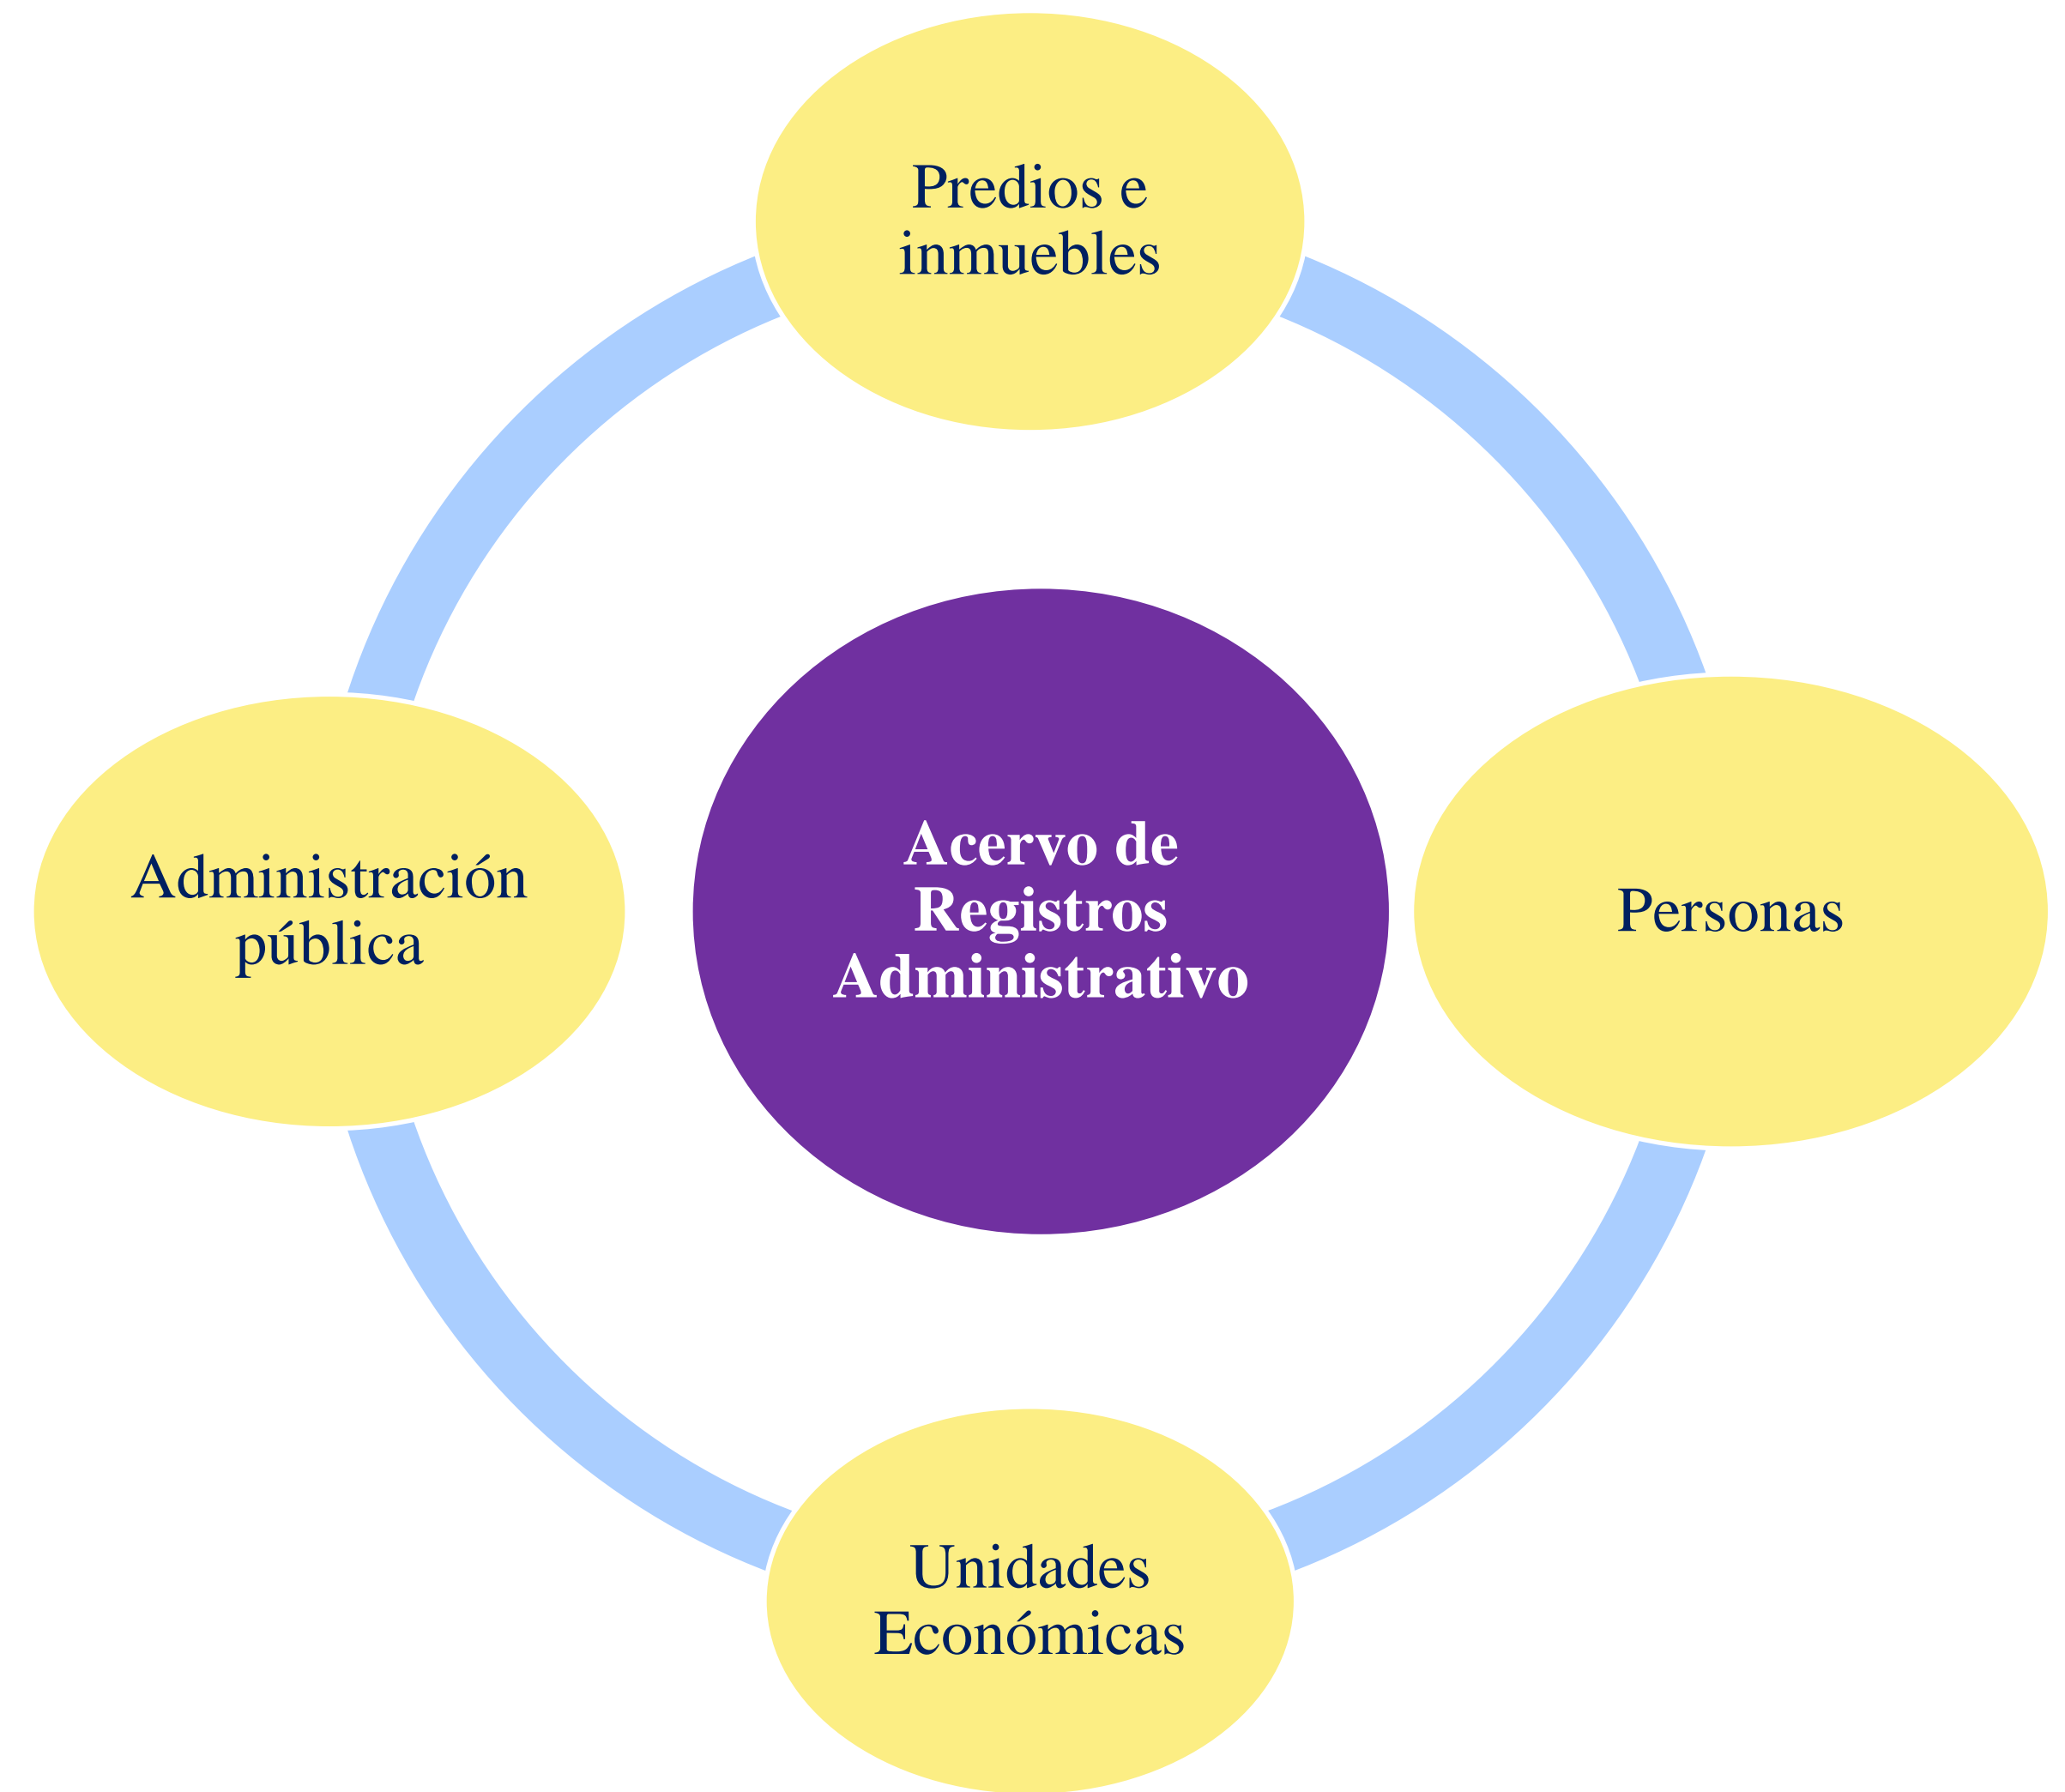 Predios e
inmuebles
Administración
pública
Acervo de
Registros
Administrativo
Personas
Unidades
Económicas